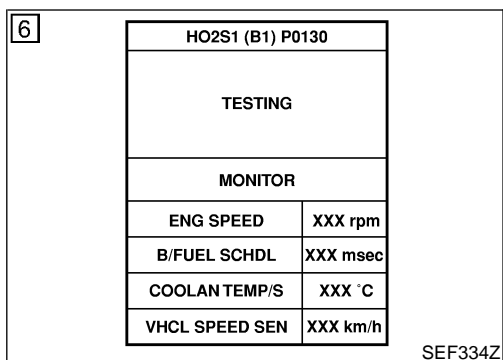 6
HO2S1 (B1) P0130
TESTING
MONITOR
ENG SPEED XXX rpm
B/FUEL SCHDL XXX msec
COOLAN TEMP/S XXX °C
VHCL SPEED SEN XXX km/h
SEF334Z